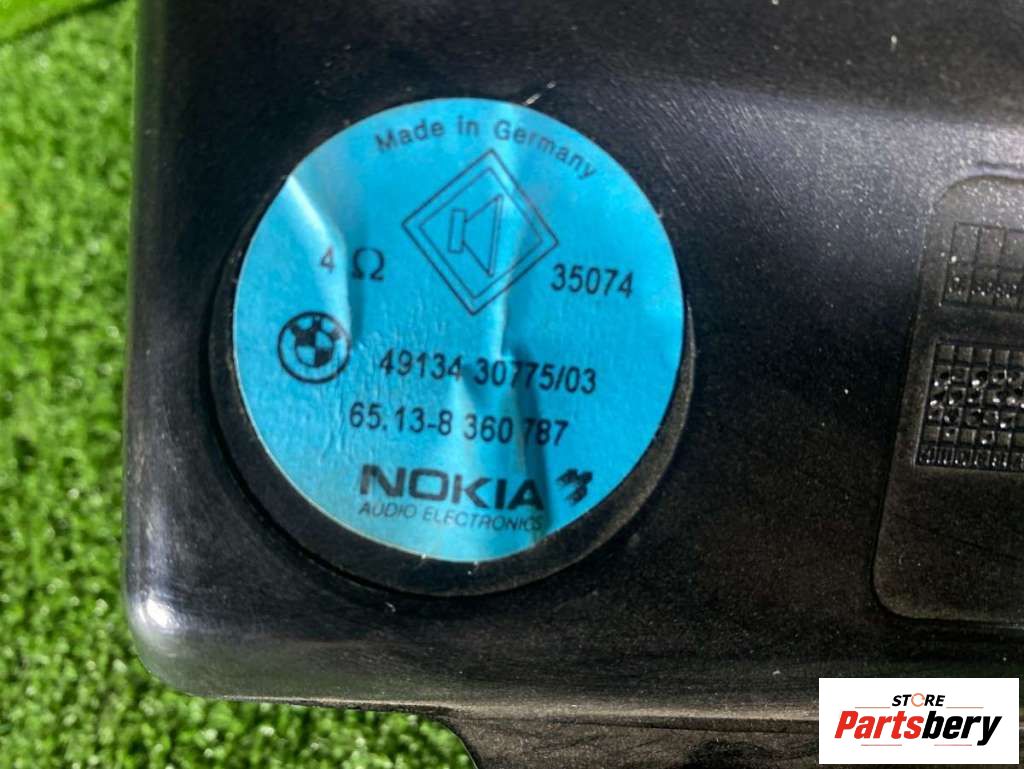 Made in Germany
4 Ω
35074
49134 30775/03
65.13-8 360 787
NOKIA
AUDIO ELECTRONICS
STORE
Partsbery